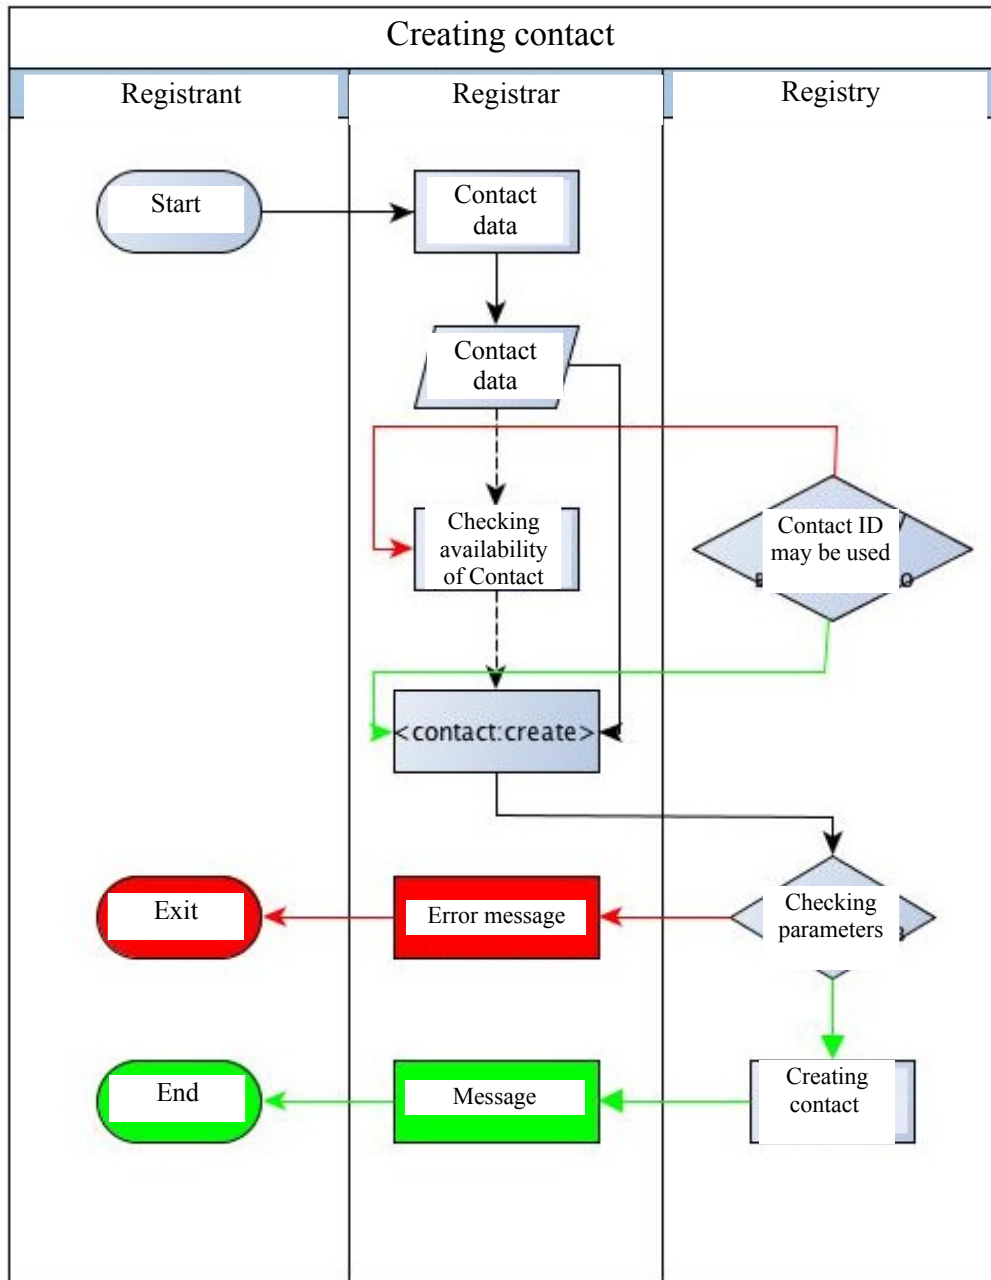 Creating contact
Registrant
Registrar
Registry
Start
Contact
data
Contact
data
Checking
availability
of Contact
Contact ID
may be used
<contact:create>
Exit
Error message
Checking
parameters
End
Message
Creating
contact